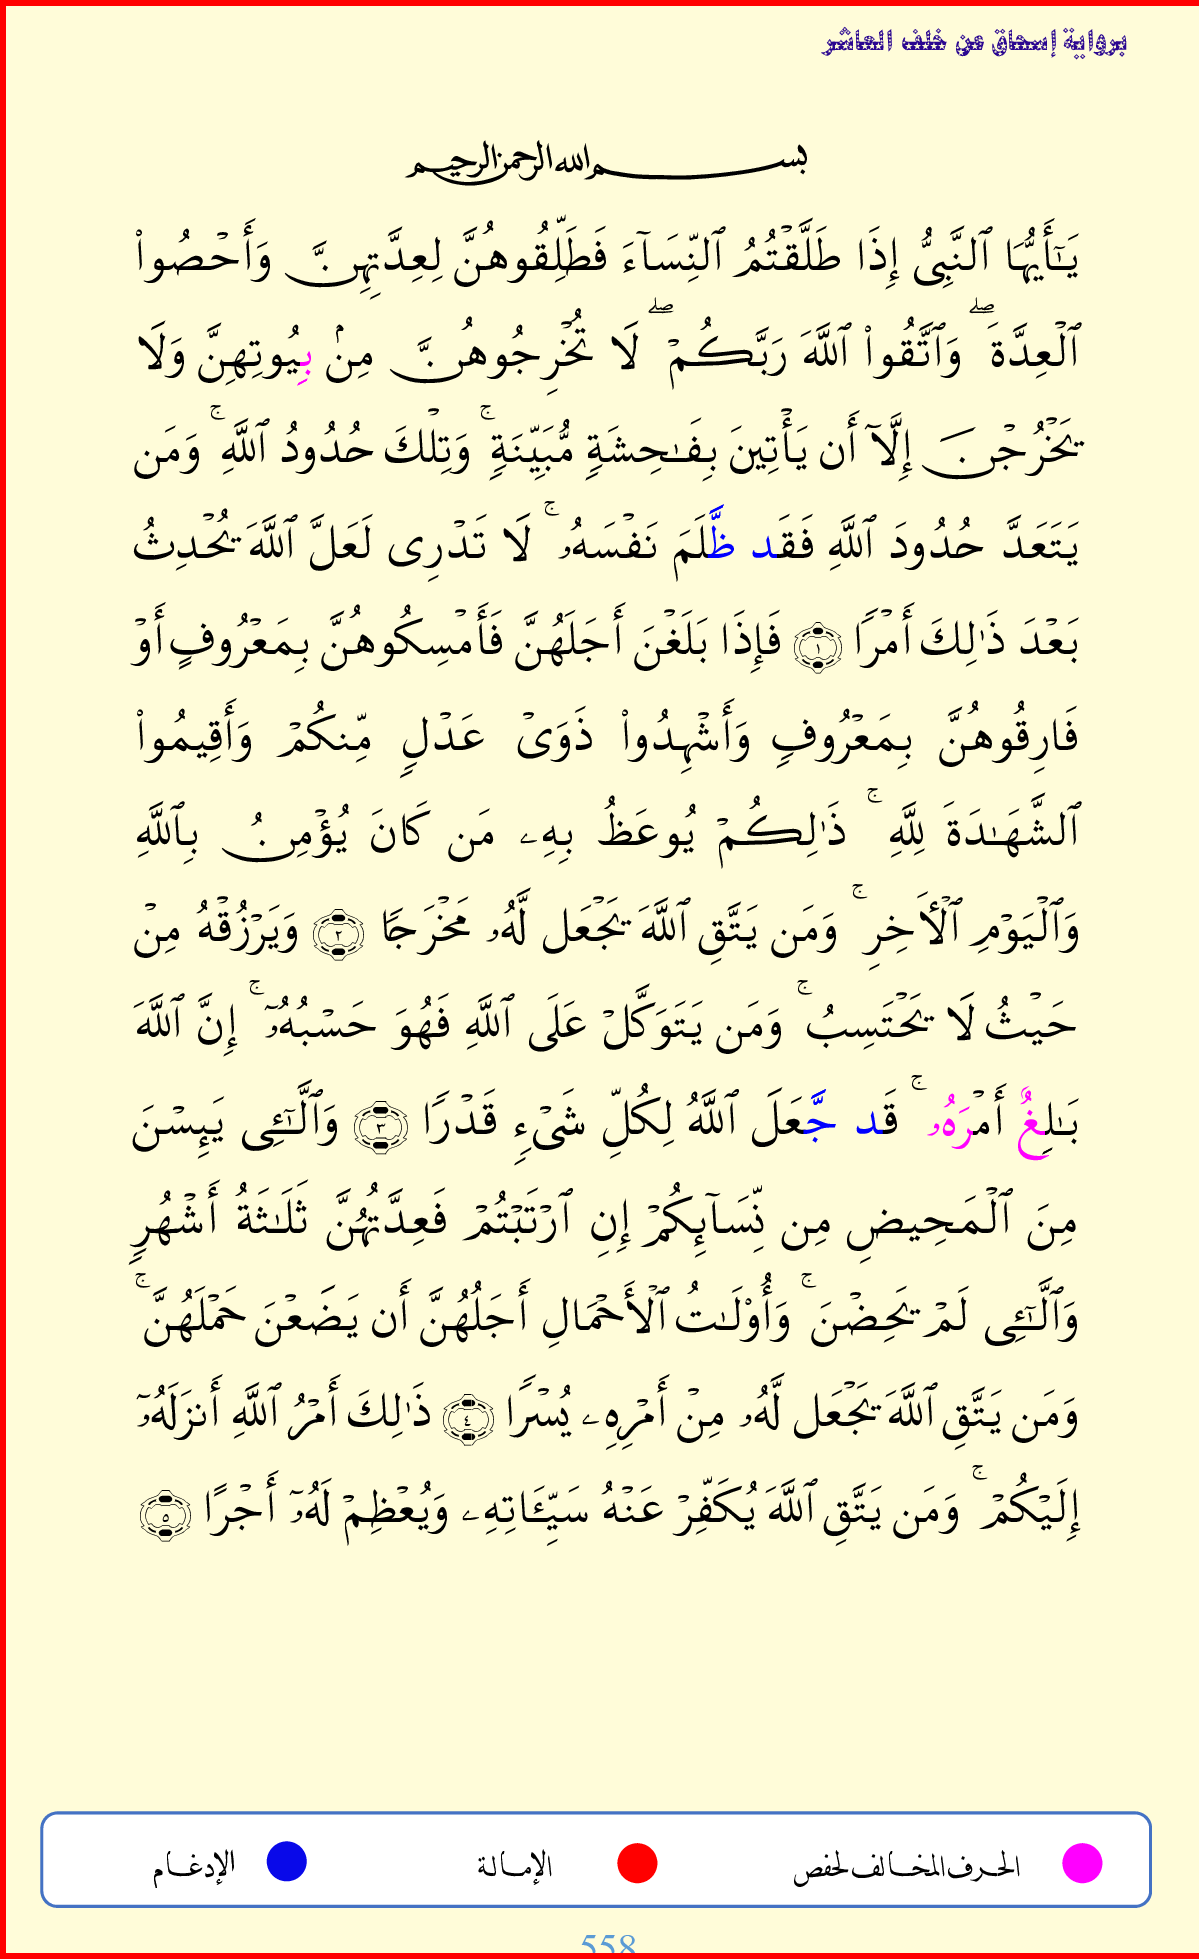 برواية إسحاق عن خلف العاشر
بسم الله الرحمن الرحيم
يَـٰٓأَيُّهَا ٱلنَّبِىُّ إِذَا طَلَّقۡتُمُ ٱلنِّسَآءَ فَطَلِّقُوهُنَّ لِعِدَّتِهِنَّ وَأَحۡصُوا۟
ٱلۡعِدَّةَ ۖ وَٱتَّقُوا۟ ٱللَّهَ رَبَّكُمۡ ۖ لَا تُخۡرِجُوهُنَّ مِنۢ بِيُوتِهِنَّ وَلَا
يَخۡرُجۡنَ إِلَّآ أَن يَأۡتِينَ بِفَـٰحِشَةٍ مُّبَيِّنَةٍ ۚ وَتِلۡكَ حُدُودُ ٱللَّهِ ۚ وَمَن
يَتَعَدَّ حُدُودَ ٱللَّهِ فَقَد ظَّلَمَ نَفۡسَهُۥ ۚ لَا تَدۡرِى لَعَلَّ ٱللَّهَ يُحۡدِثُ
بَعۡدَ ذَٰلِكَ أَمۡرًا ١ فَإِذَا بَلَغۡنَ أَجَلَهُنَّ فَأَمۡسِكُوهُنَّ بِمَعۡرُوفٍ أَوۡ
فَارِقُوهُنَّ بِمَعۡرُوفٍ وَأَشۡهِدُوا۟ ذَوَىۡ عَدۡلٍ مِّنكُمۡ وَأَقِيمُوا۟
ٱلشَّهَـٰدَةَ لِلَّهِ ۚ ذَٰلِكُمۡ يُوعَظُ بِهِۦ مَن كَانَ يُؤۡمِنُ بِٱللَّهِ
وَٱلۡيَوۡمِ ٱلۡأَخِرِ ۚ وَمَن يَتَّقِ ٱللَّهَ يَجۡعَل لَّهُۥ مَخۡرَجًا ٢ وَيَرۡزُقۡهُ مِنۡ
حَيۡثُ لَا يَحۡتَسِبُ ۚ وَمَن يَتَوَكَّلۡ عَلَى ٱللَّهِ فَهُوَ حَسۡبُهُۥٓ ۚ إِنَّ ٱللَّهَ
بَـٰلِغٌ أَمۡرَهُۥ ۚ قَد جَّعَلَ ٱللَّهُ لِكُلِّ شَىۡءٍ قَدۡرًا ٣ وَٱلَّـٰٓـِٔى يَئِسۡنَ
مِنَ ٱلۡمَحِيضِ مِن نِّسَآئِكُمۡ إِنِ ٱرۡتَبۡتُمۡ فَعِدَّتُهُنَّ ثَلَـٰثَةُ أَشۡهُرٍ
وَٱلَّـٰٓـِٔى لَمۡ يَحِضۡنَ ۚ وَأُو۟لَـٰتُ ٱلۡأَحۡمَالِ أَجَلُهُنَّ أَن يَضَعۡنَ حَمۡلَهُنَّ ۚ
وَمَن يَتَّقِ ٱللَّهَ يَجۡعَل لَّهُۥ مِنۡ أَمۡرِهِۦ يُسۡرًا ٤ ذَٰلِكَ أَمۡرُ ٱللَّهِ أَنزَلَهُۥٓ
إِلَيۡكُمۡ ۚ وَمَن يَتَّقِ ٱللَّهَ يُكَفِّرۡ عَنۡهُ سَيِّـَٔاتِهِۦ وَيُعۡظِمۡ لَهُۥٓ أَجۡرًا ٥
الحرف المخالف لحفص الإمالة الإدغام
558